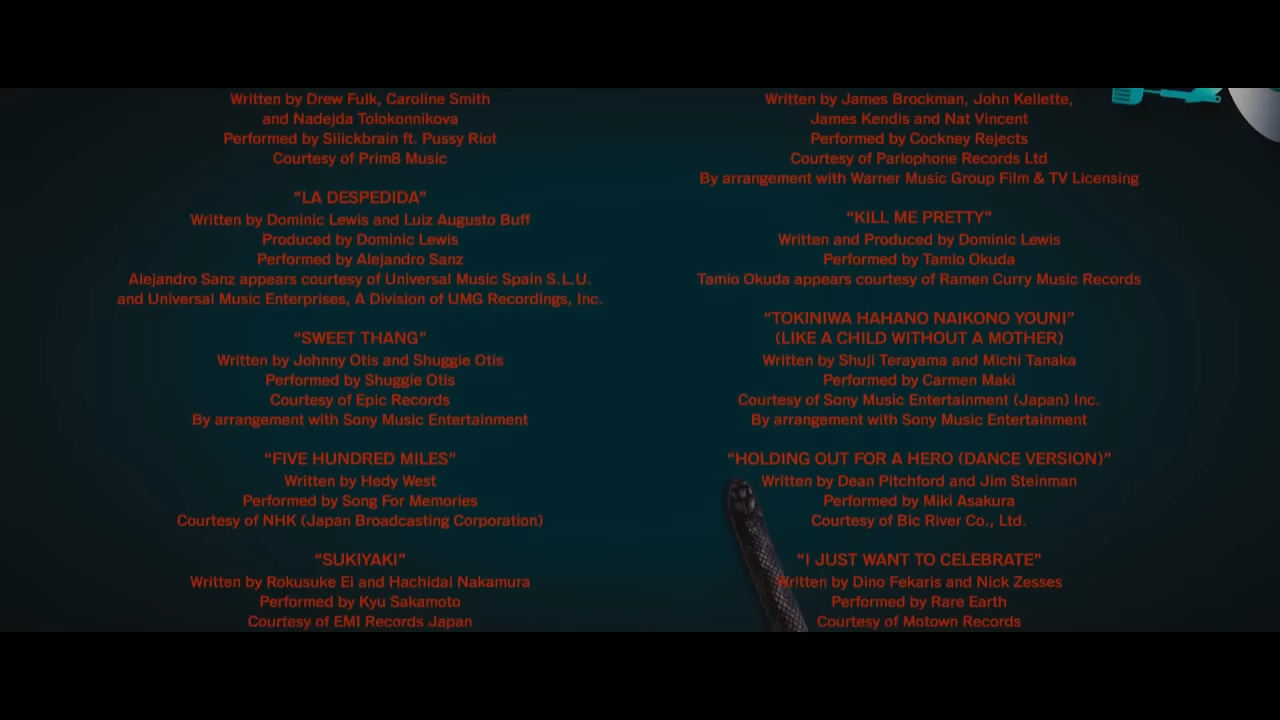 Written by Drew Fulk, Caroline Smith
and Nadejda Tolokonnikova
Performed by Siiickbrain ft. Pussy Riot
Courtesy of Prim8 Music
“LA DESPEDIDA”
Written by Dominic Lewis and Luiz Augusto Buff
Produced by Dominic Lewis
Performed by Alejandro Sanz
Alejandro Sanz appears courtesy of Universal Music Spain S.L.U.
and Universal Music Enterprises, A Division of UMG Recordings, Inc.
“SWEET THANG”
Written by Johnny Otis and Shuggie Otis
Performed by Shuggie Otis
Courtesy of Epic Records
By arrangement with Sony Music Entertainment
“FIVE HUNDRED MILES”
Written by Hedy West
Performed by Song For Memories
Courtesy of NHK (Japan Broadcasting Corporation)
“SUKIYAKI”
Written by Rokusuke Ei and Hachidai Nakamura
Performed by Kyu Sakamoto
Courtesy of EMI Records Japan
Written by James Brockman, John Kellette,
James Kendis and Nat Vincent
Performed by Cockney Rejects
Courtesy of Parlophone Records Ltd
By arrangement with Warner Music Group Film & TV Licensing
“KILL ME PRETTY”
Written and Produced by Dominic Lewis
Performed by Tamio Okuda
Tamio Okuda appears courtesy of Ramen Curry Music Records
“TOKINIWA HAHANO NAIKONO YOUNI”
(LIKE A CHILD WITHOUT A MOTHER)
Written by Shuji Terayama and Michi Tanaka
Performed by Carmen Maki
Courtesy of Sony Music Entertainment (Japan) Inc.
By arrangement with Sony Music Entertainment
“HOLDING OUT FOR A HERO (DANCE VERSION)”
Written by Dean Pitchford and Jim Steinman
Performed by Miki Asakura
Courtesy of Bic River Co., Ltd.
“I JUST WANT TO CELEBRATE”
Written by Dino Fekaris and Nick Zesses
Performed by Rare Earth
Courtesy of Motown Records